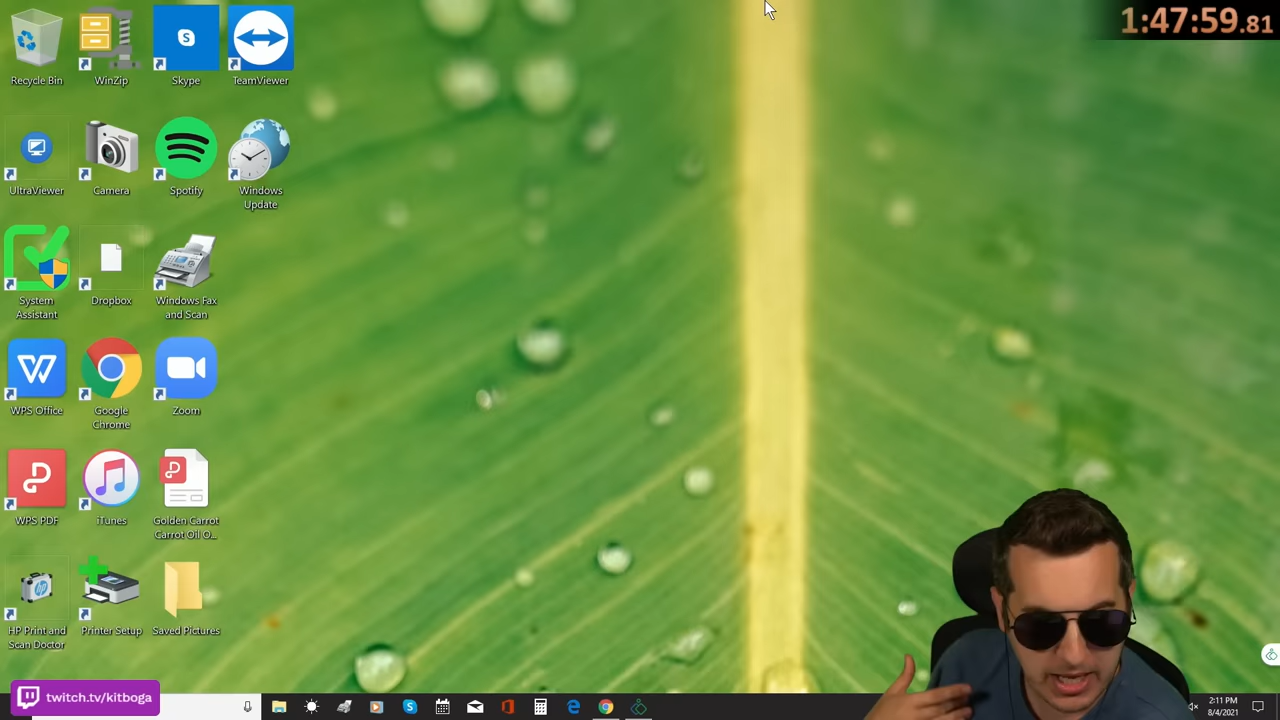 1:47:59.81
Recycle Bin
WinZip
Skype
TeamViewer
UltraViewer
Camera
Spotify
Windows
Update
System
Assistant
Dropbox
Windows Fax
and Scan
WPS Office
Google
Chrome
Zoom
WPS PDF
iTunes
Golden Carrot
Carrot Oil O...
HP Print and
Scan Doctor
Printer Setup
Saved Pictures
twitch.tv/kitboga
2:11 PM
8/4/2021